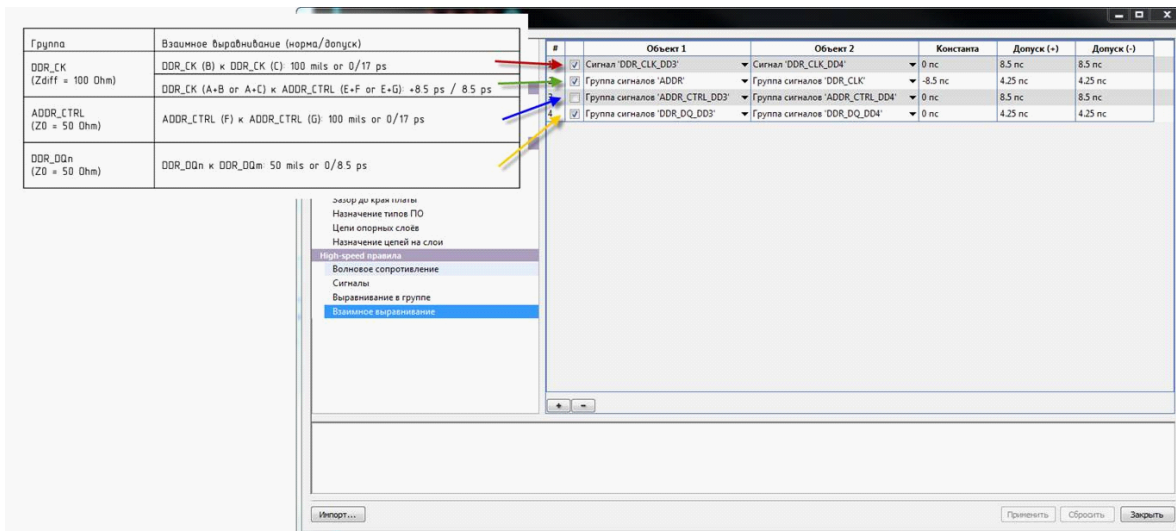 Группа Взаимное выравнивание (норма/допуск)
DDR_CK
(Zdiff = 100 Ohm)
DDR_CK (B) к DDR_CK (C): 100 mils or 0/17 ps
DDR_CK (A+B or A+C) к ADDR_CTRL (E+F or E+G): +8.5 ps / 8.5 ps
ADDR_CTRL
(Z0 = 50 Ohm)
ADDR_CTRL (F) к ADDR_CTRL (G): 100 mils or 0/17 ps
DDR_DQn
(Z0 = 50 Ohm)
DDR_DQn к DDR_DQm: 50 mils or 0/8.5 ps
# Объект 1 Объект 2 Константа Допуск (+) Допуск (-)
Сигнал 'DDR_CLK_DD3' Сигнал 'DDR_CLK_DD4' 0 пс 8.5 пс 8.5 пс
Группа сигналов 'ADDR' Группа сигналов 'DDR_CLK' -8.5 пс 4.25 пс 4.25 пс
3 Группа сигналов 'ADDR_CTRL_DD3' Группа сигналов 'ADDR_CTRL_DD4' 0 пс 8.5 пс 8.5 пс
4 Группа сигналов 'DDR_DQ_DD3' Группа сигналов 'DDR_DQ_DD4' 0 пс 4.25 пс 4.25 пс
Зазор до края платы
Назначение типов ПО
Цепи опорных слоёв
Назначение цепей на слои
High-speed правила
Волновое сопротивление
Сигналы
Выравнивание в группе
Взаимное выравнивание
Импорт...
Применить Сбросить Закрыть